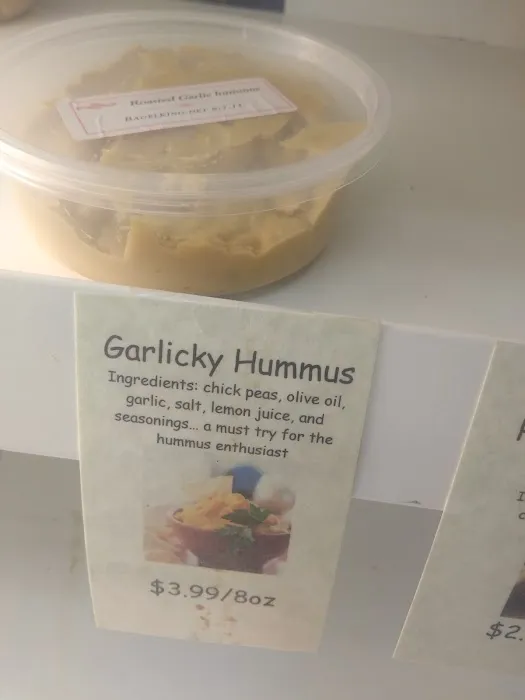 Roasted Garlic hummus
Garlicky Hummus
Ingredients: chick peas, olive oil,
garlic, salt, lemon juice, and
seasonings... a must try for the
hummus enthusiast
$3.99/8oz
$2.